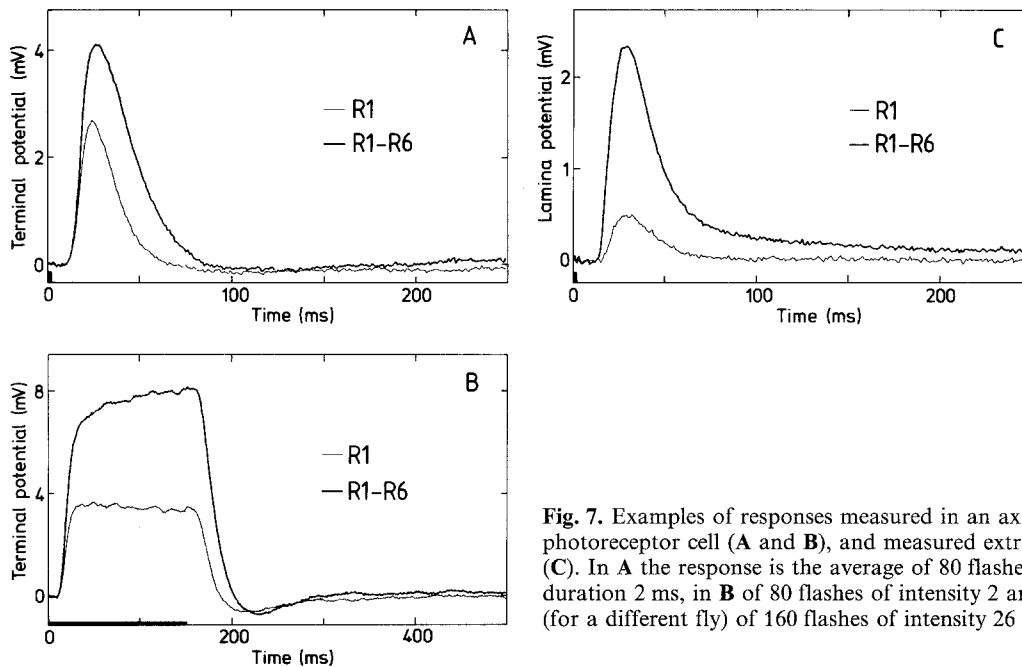 A
Terminal potential (mV)
4
2
0
R1
R1–R6
0
100
200
Time (ms)
C
Lamina potential (mV)
2
1
0
R1
R1–R6
0
100
200
Time (ms)
B
Terminal potential (mV)
8
4
0
R1
R1–R6
0
200
400
Time (ms)
Fig. 7. Examples of responses measured in an ax
photoreceptor cell (A and B), and measured extr
(C). In A the response is the average of 80 flashe
duration 2 ms, in B of 80 flashes of intensity 2 a
(for a different fly) of 160 flashes of intensity 26